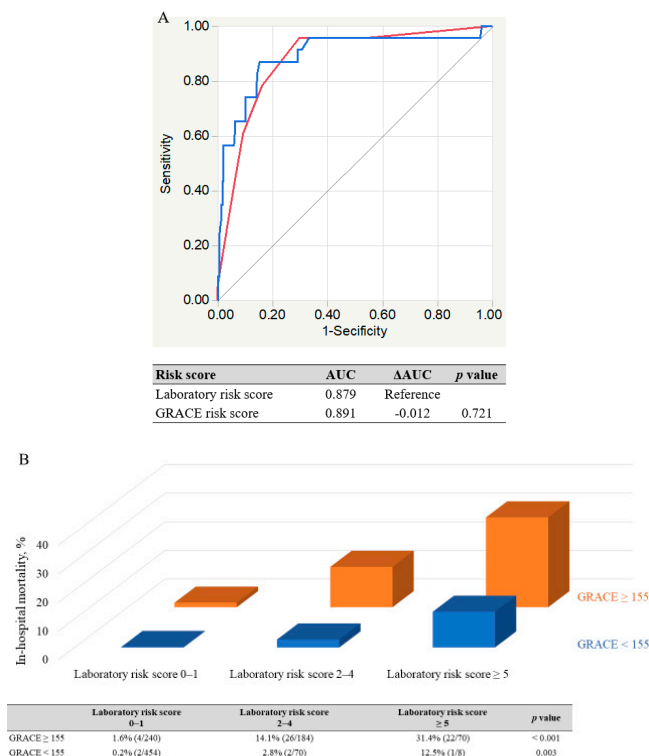 A
1.00
0.80
0.60
0.40
0.20
0.00
Sensitivity
0.00 0.20 0.40 0.60 0.80 1.00
1-Secificity
Risk score AUC ΔAUC p value
Laboratory risk score 0.879 Reference
GRACE risk score 0.891 -0.012 0.721
B
In-hospital mortality, %
40
30
20
10
0
GRACE ≥ 155
GRACE < 155
Laboratory risk score 0–1 Laboratory risk score 2–4 Laboratory risk score ≥ 5
Laboratory risk score 0–1 Laboratory risk score 2–4 Laboratory risk score ≥ 5 p value
GRACE ≥ 155 1.6% (4/240) 14.1% (26/184) 31.4% (22/70) < 0.001
GRACE < 155 0.2% (2/454) 2.8% (2/70) 12.5% (1/8) 0.003